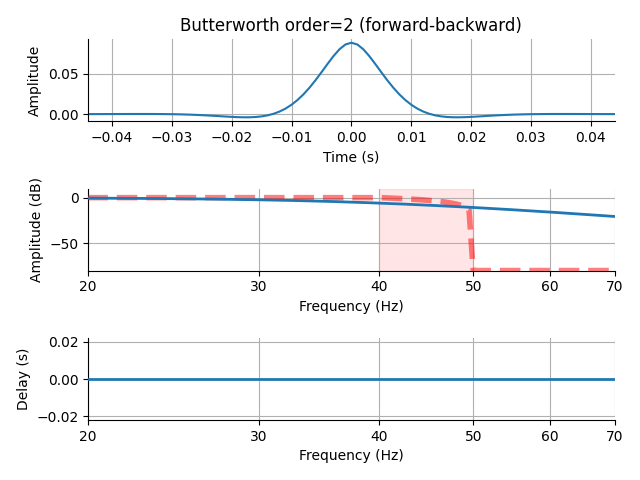 Butterworth order=2 (forward-backward)
Amplitude
0.05
0.00
−0.04 −0.03 −0.02 −0.01 0.00 0.01 0.02 0.03 0.04
Time (s)
Amplitude (dB)
0
−50
20 30 40 50 60 70
Frequency (Hz)
Delay (s)
0.02
0.00
−0.02
20 30 40 50 60 70
Frequency (Hz)